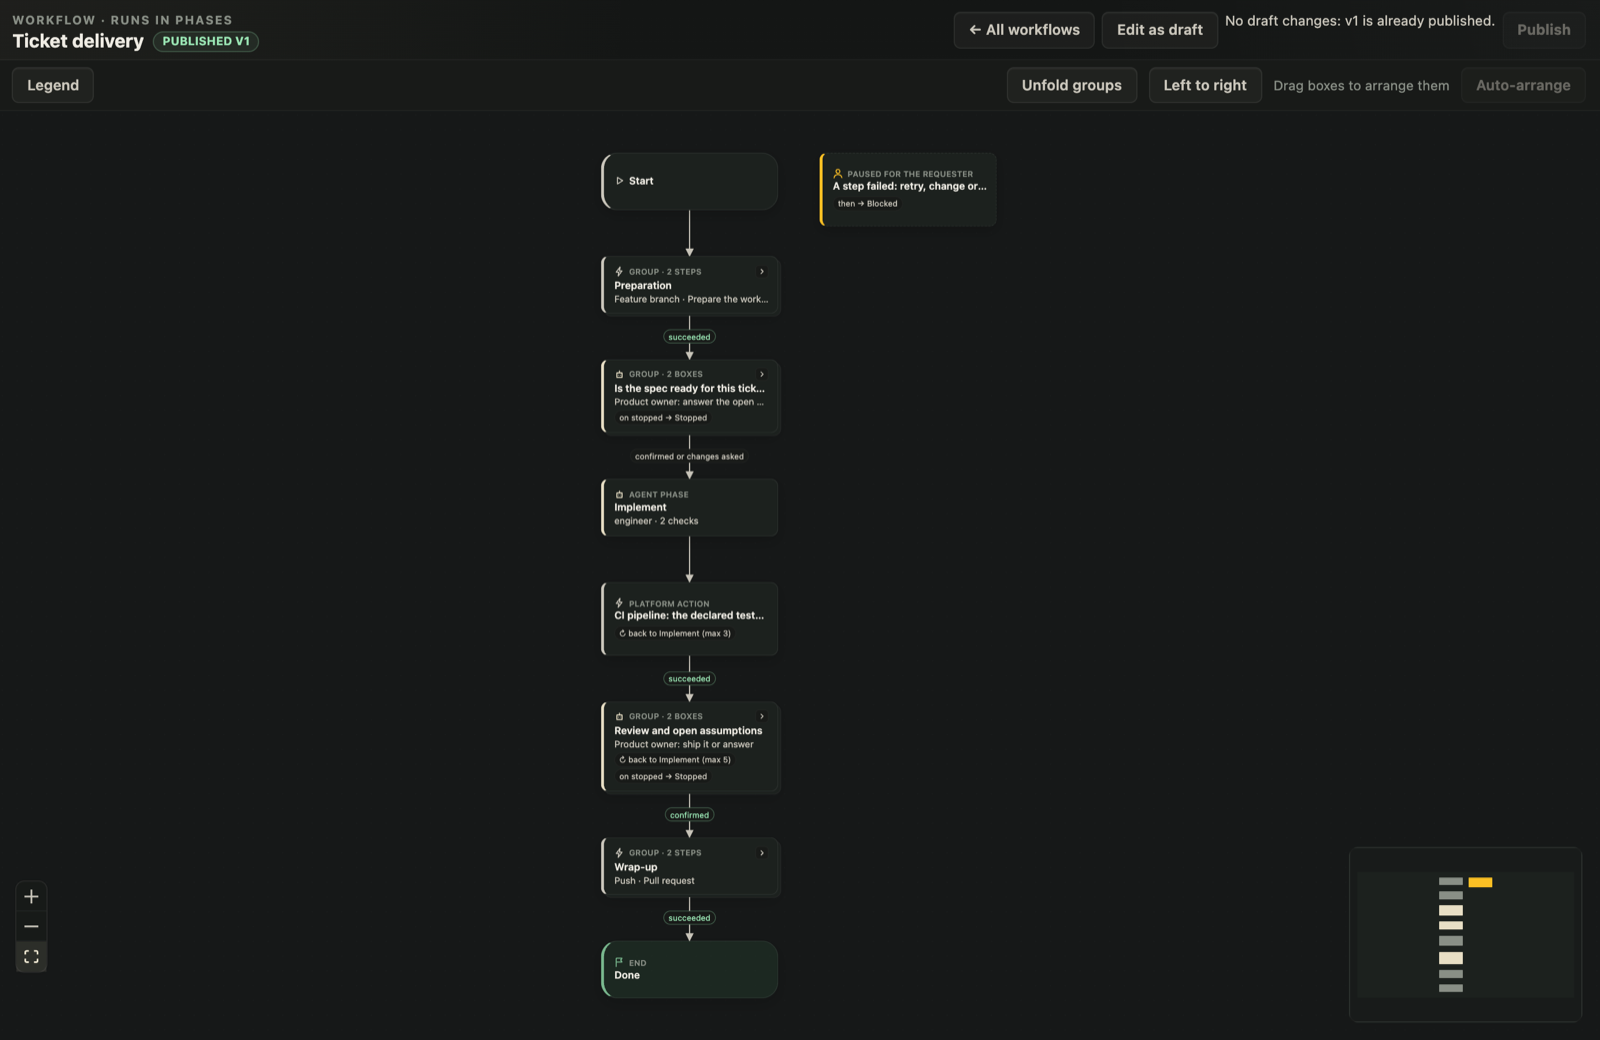 WORKFLOW · RUNS IN PHASES
Ticket delivery
PUBLISHED V1
← All workflows
Edit as draft
No draft changes: v1 is already published.
Publish
Legend
Unfold groups
Left to right
Drag boxes to arrange them
Auto-arrange
Start
PAUSED FOR THE REQUESTER
A step failed: retry, change or...
then → Blocked
GROUP · 2 STEPS
Preparation
Feature branch · Prepare the work...
succeeded
GROUP · 2 BOXES
Is the spec ready for this tick...
Product owner: answer the open ...
on stopped → Stopped
confirmed or changes asked
AGENT PHASE
Implement
engineer · 2 checks
PLATFORM ACTION
CI pipeline: the declared test...
↻ back to Implement (max 3)
succeeded
GROUP · 2 BOXES
Review and open assumptions
Product owner: ship it or answer
↻ back to Implement (max 5)
on stopped → Stopped
confirmed
GROUP · 2 STEPS
Wrap-up
Push · Pull request
succeeded
END
Done